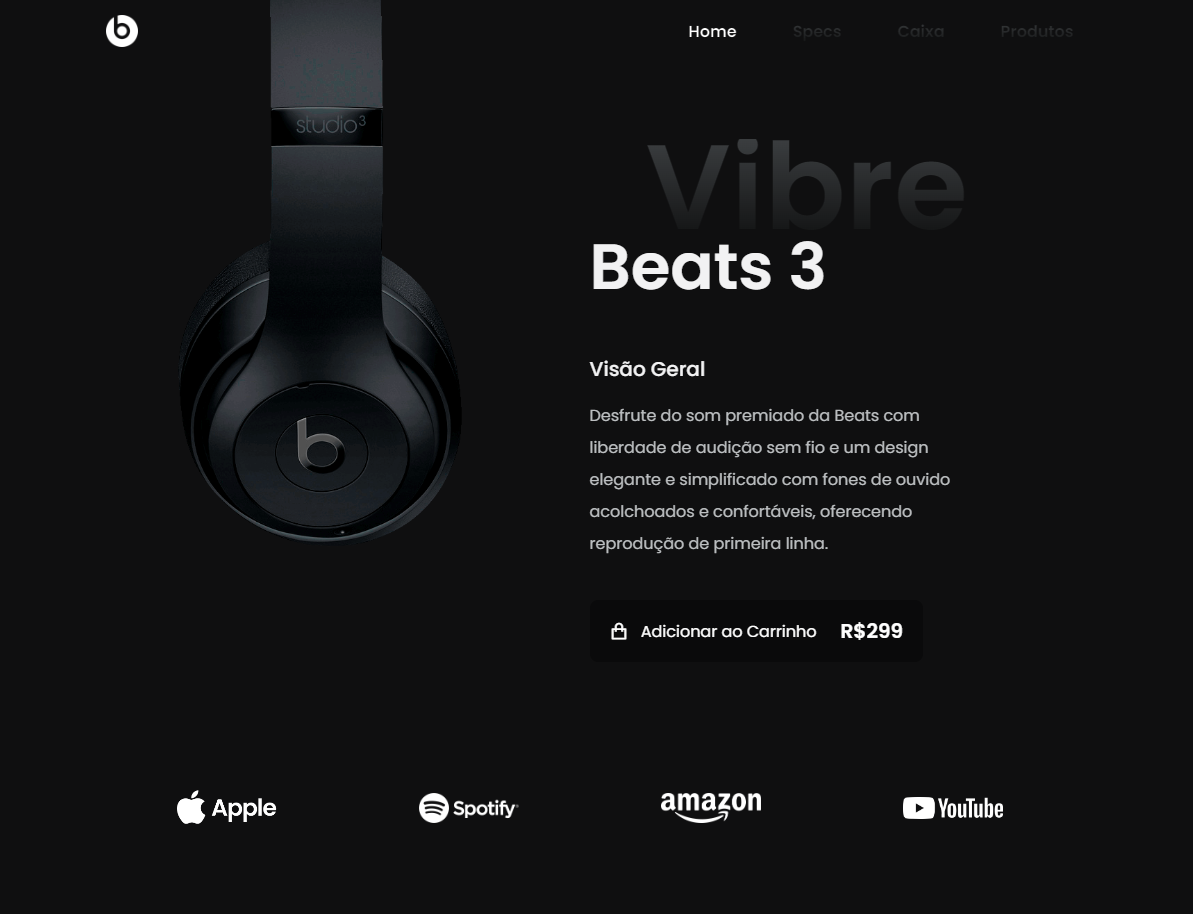 Home Specs Caixa Produtos
studio3
Vibre
Beats 3
Visão Geral
Desfrute do som premiado da Beats com
liberdade de audição sem fio e um design
elegante e simplificado com fones de ouvido
acolchoados e confortáveis, oferecendo
reprodução de primeira linha.
Adicionar ao Carrinho R$299
Apple Spotify amazon YouTube